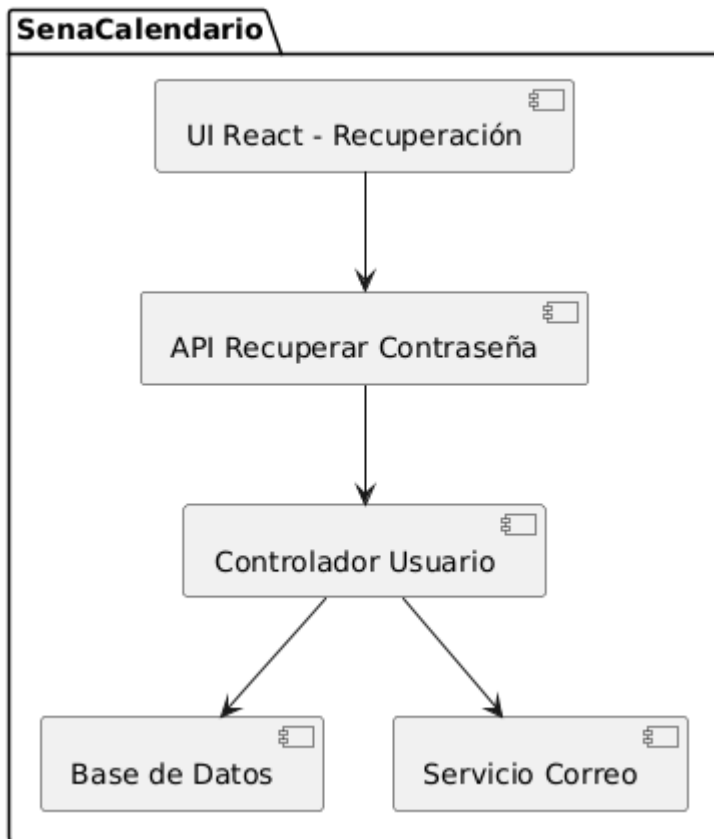 SenaCalendario
UI React - Recuperación
API Recuperar Contraseña
Controlador Usuario
Base de Datos
Servicio Correo